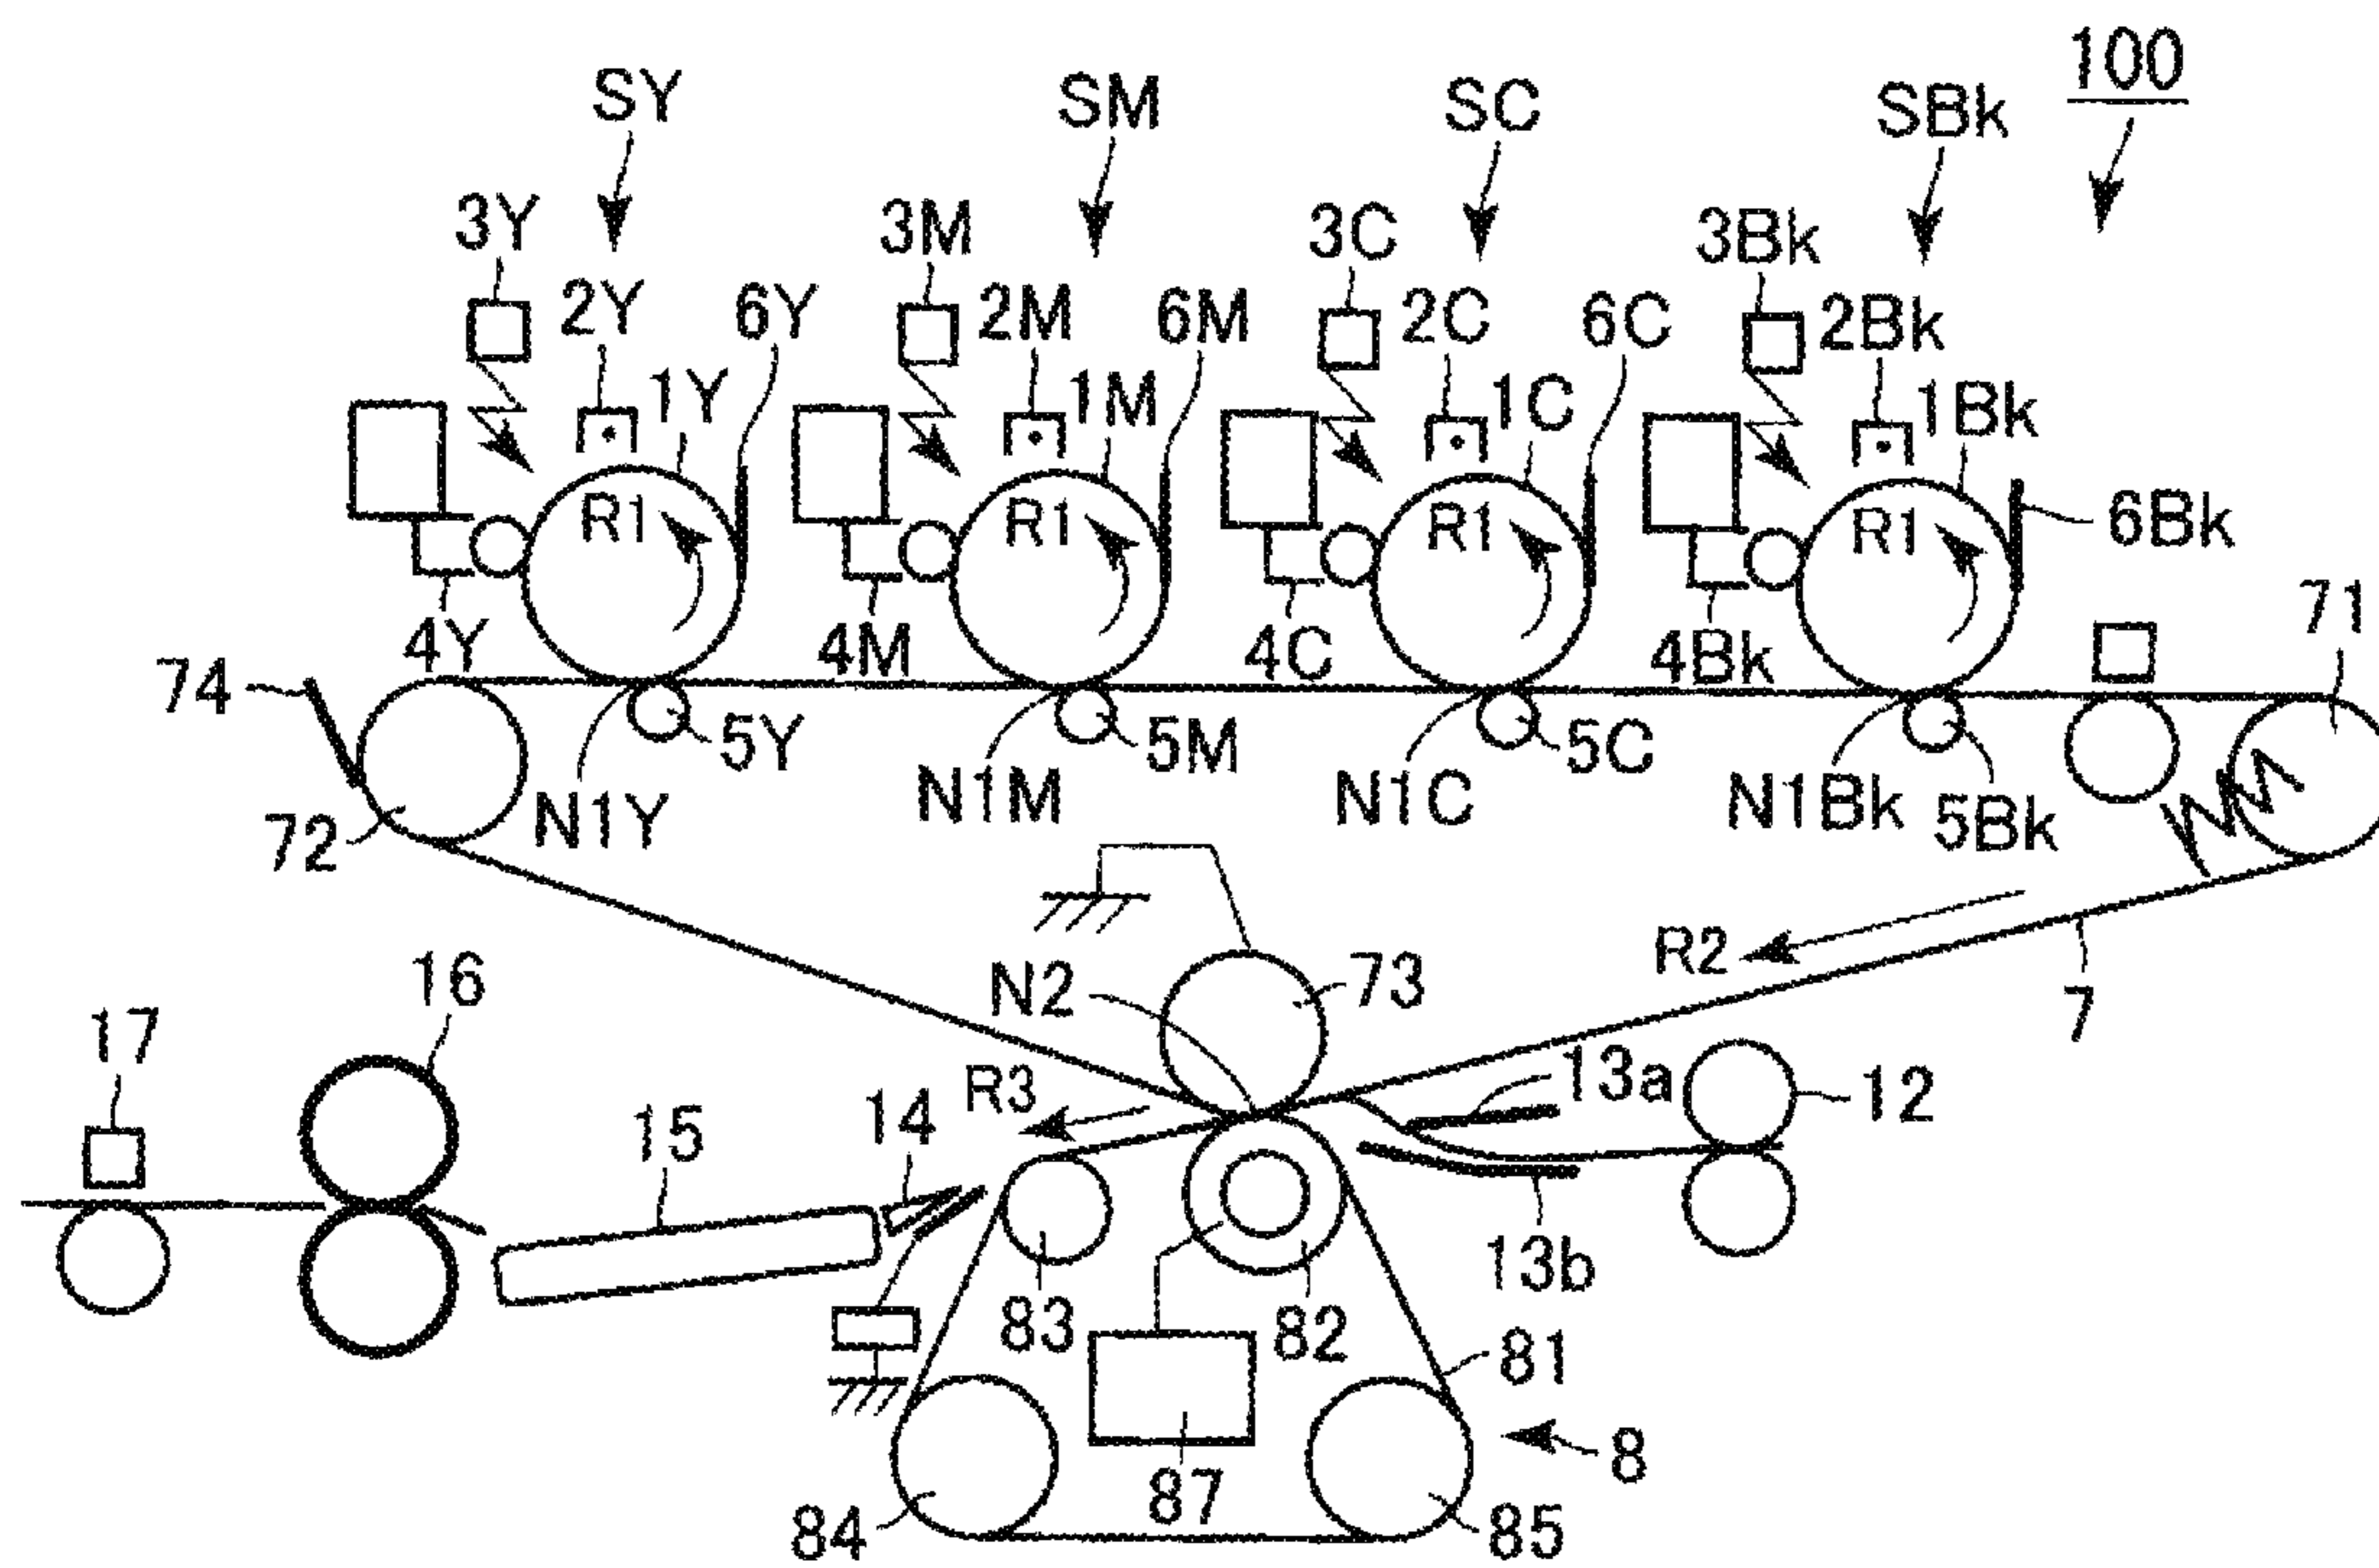 100
SY SM SC SBk
3Y 3M 3C 3Bk
2Y 6Y 2M 6M 2C 6C 2Bk
1Y 1M 1C 1Bk
R1 R1 R1 R1 6Bk
71
4Y 4M 4C 4Bk
74
5Y 5M 5C 5Bk
72 N1Y N1M N1C N1Bk
R2
16 N2 73 7
17
R3 13a 12
15 14
13b
83 82
81
8
84 87 85